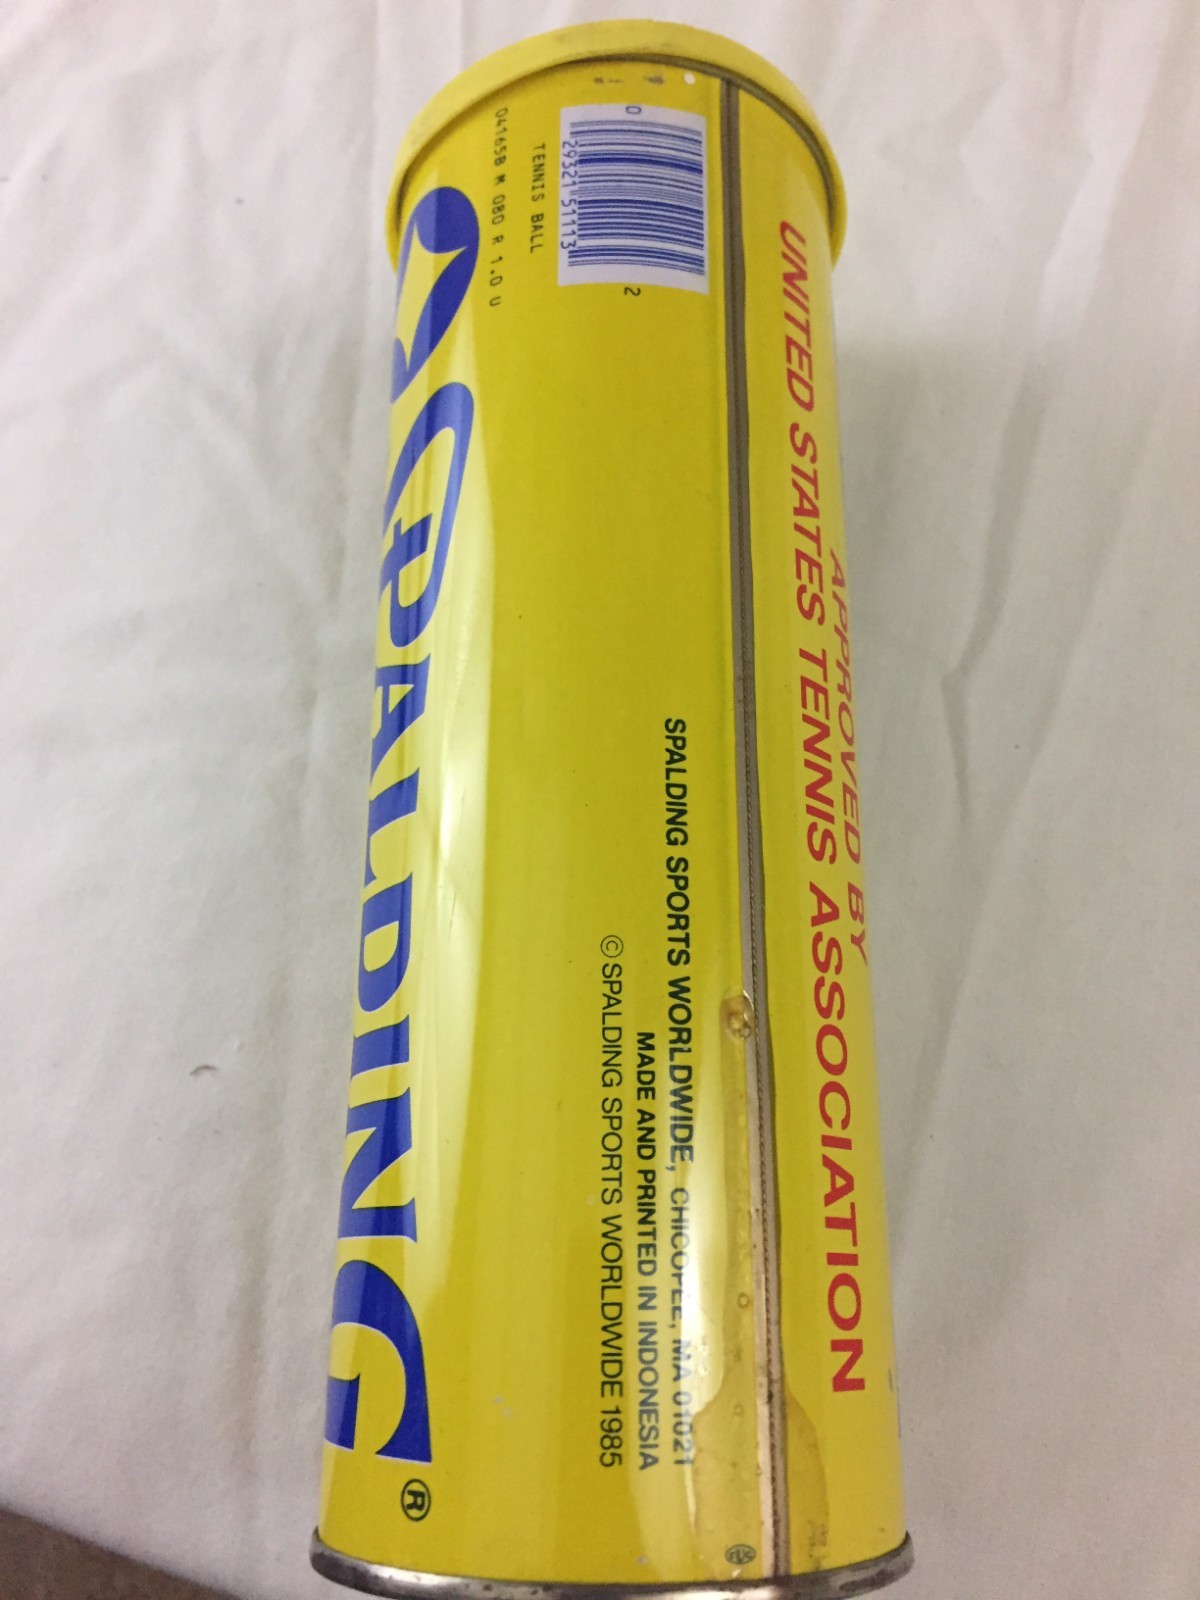 APPROVED BY
UNITED STATES TENNIS ASSOCIATION
0
29321 51113
2
TENNIS BALL
04165B M 080 R 1.0 U
SPALDING SPORTS WORLDWIDE, CHICOPEE, MA 01021
MADE AND PRINTED IN INDONESIA
© SPALDING SPORTS WORLDWIDE 1985
SPALDING®